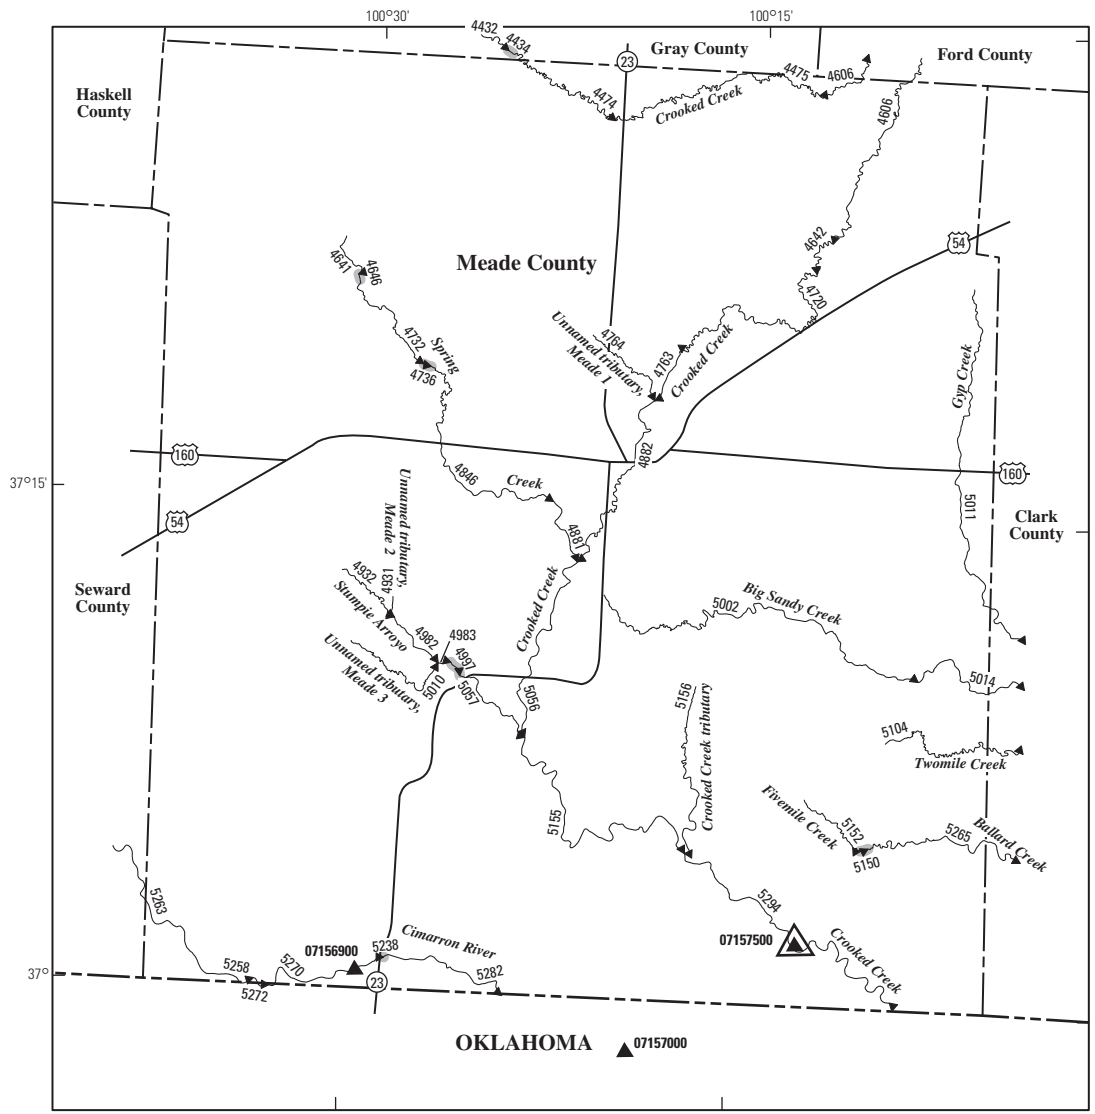 100°30'
100°15'
4432
4434
23
Gray County
Ford County
4475
4606
Haskell
County
4474
Crooked Creek
4606
4642
54
4641
4646
Meade County
4720
4732
Spring
4736
Unnamed tributary,
Meade 1
4764
4763
Crooked Creek
Gyp Creek
160
4882
160
37°15'
4846
Creek
5011
54
Unnamed tributary,
Meade 2
4881
Clark
County
4932
4931
Seward
County
Stumpie Arroyo
Crooked Creek
5002
Big Sandy Creek
4982
4983
4997
Unnamed tributary,
Meade 3
5010
5057
5056
5014
5156
Crooked Creek tributary
5104
Twomile Creek
5155
Fivemile Creek
5152
5150
5265
Ballard Creek
5263
5294
07157500
Crooked Creek
07156900
5238
Cimarron River
5258
5270
5282
37°
5272
23
OKLAHOMA
07157000